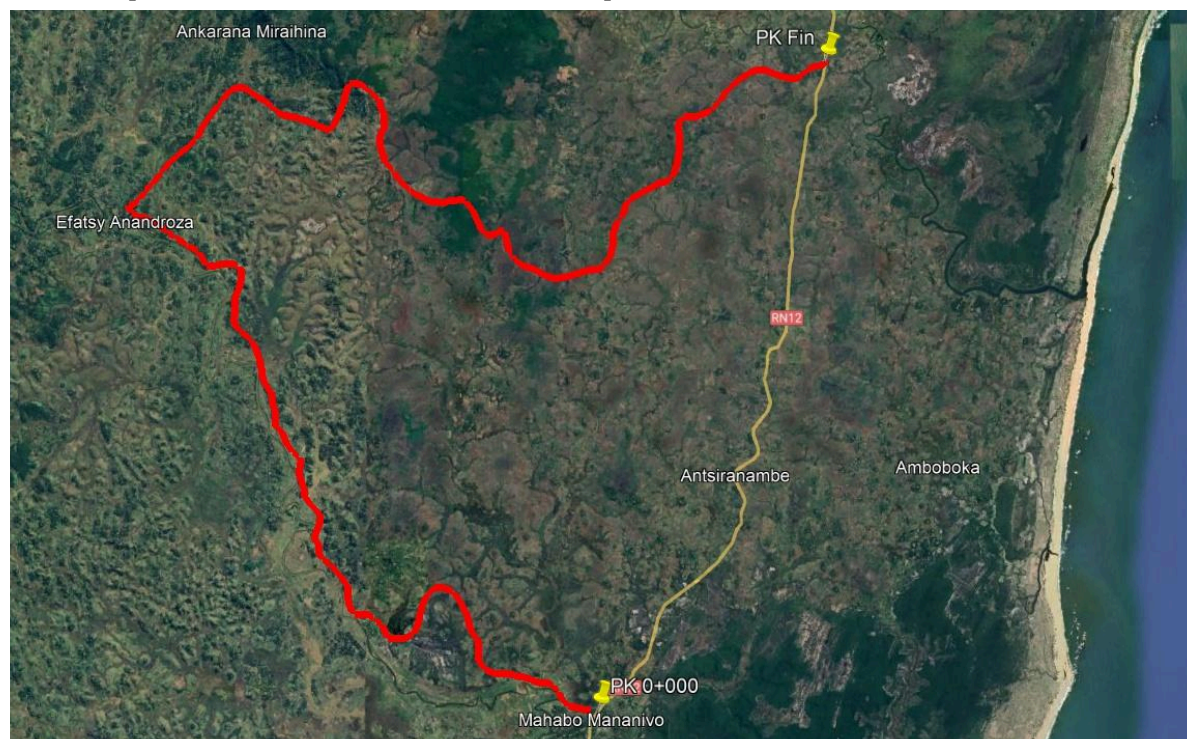 Ankarana Miraihina
PK Fin
Efatsy Anandroza
RN12
Antsiranambe
Amboboka
PK 0+000
Mahabo Mananivo